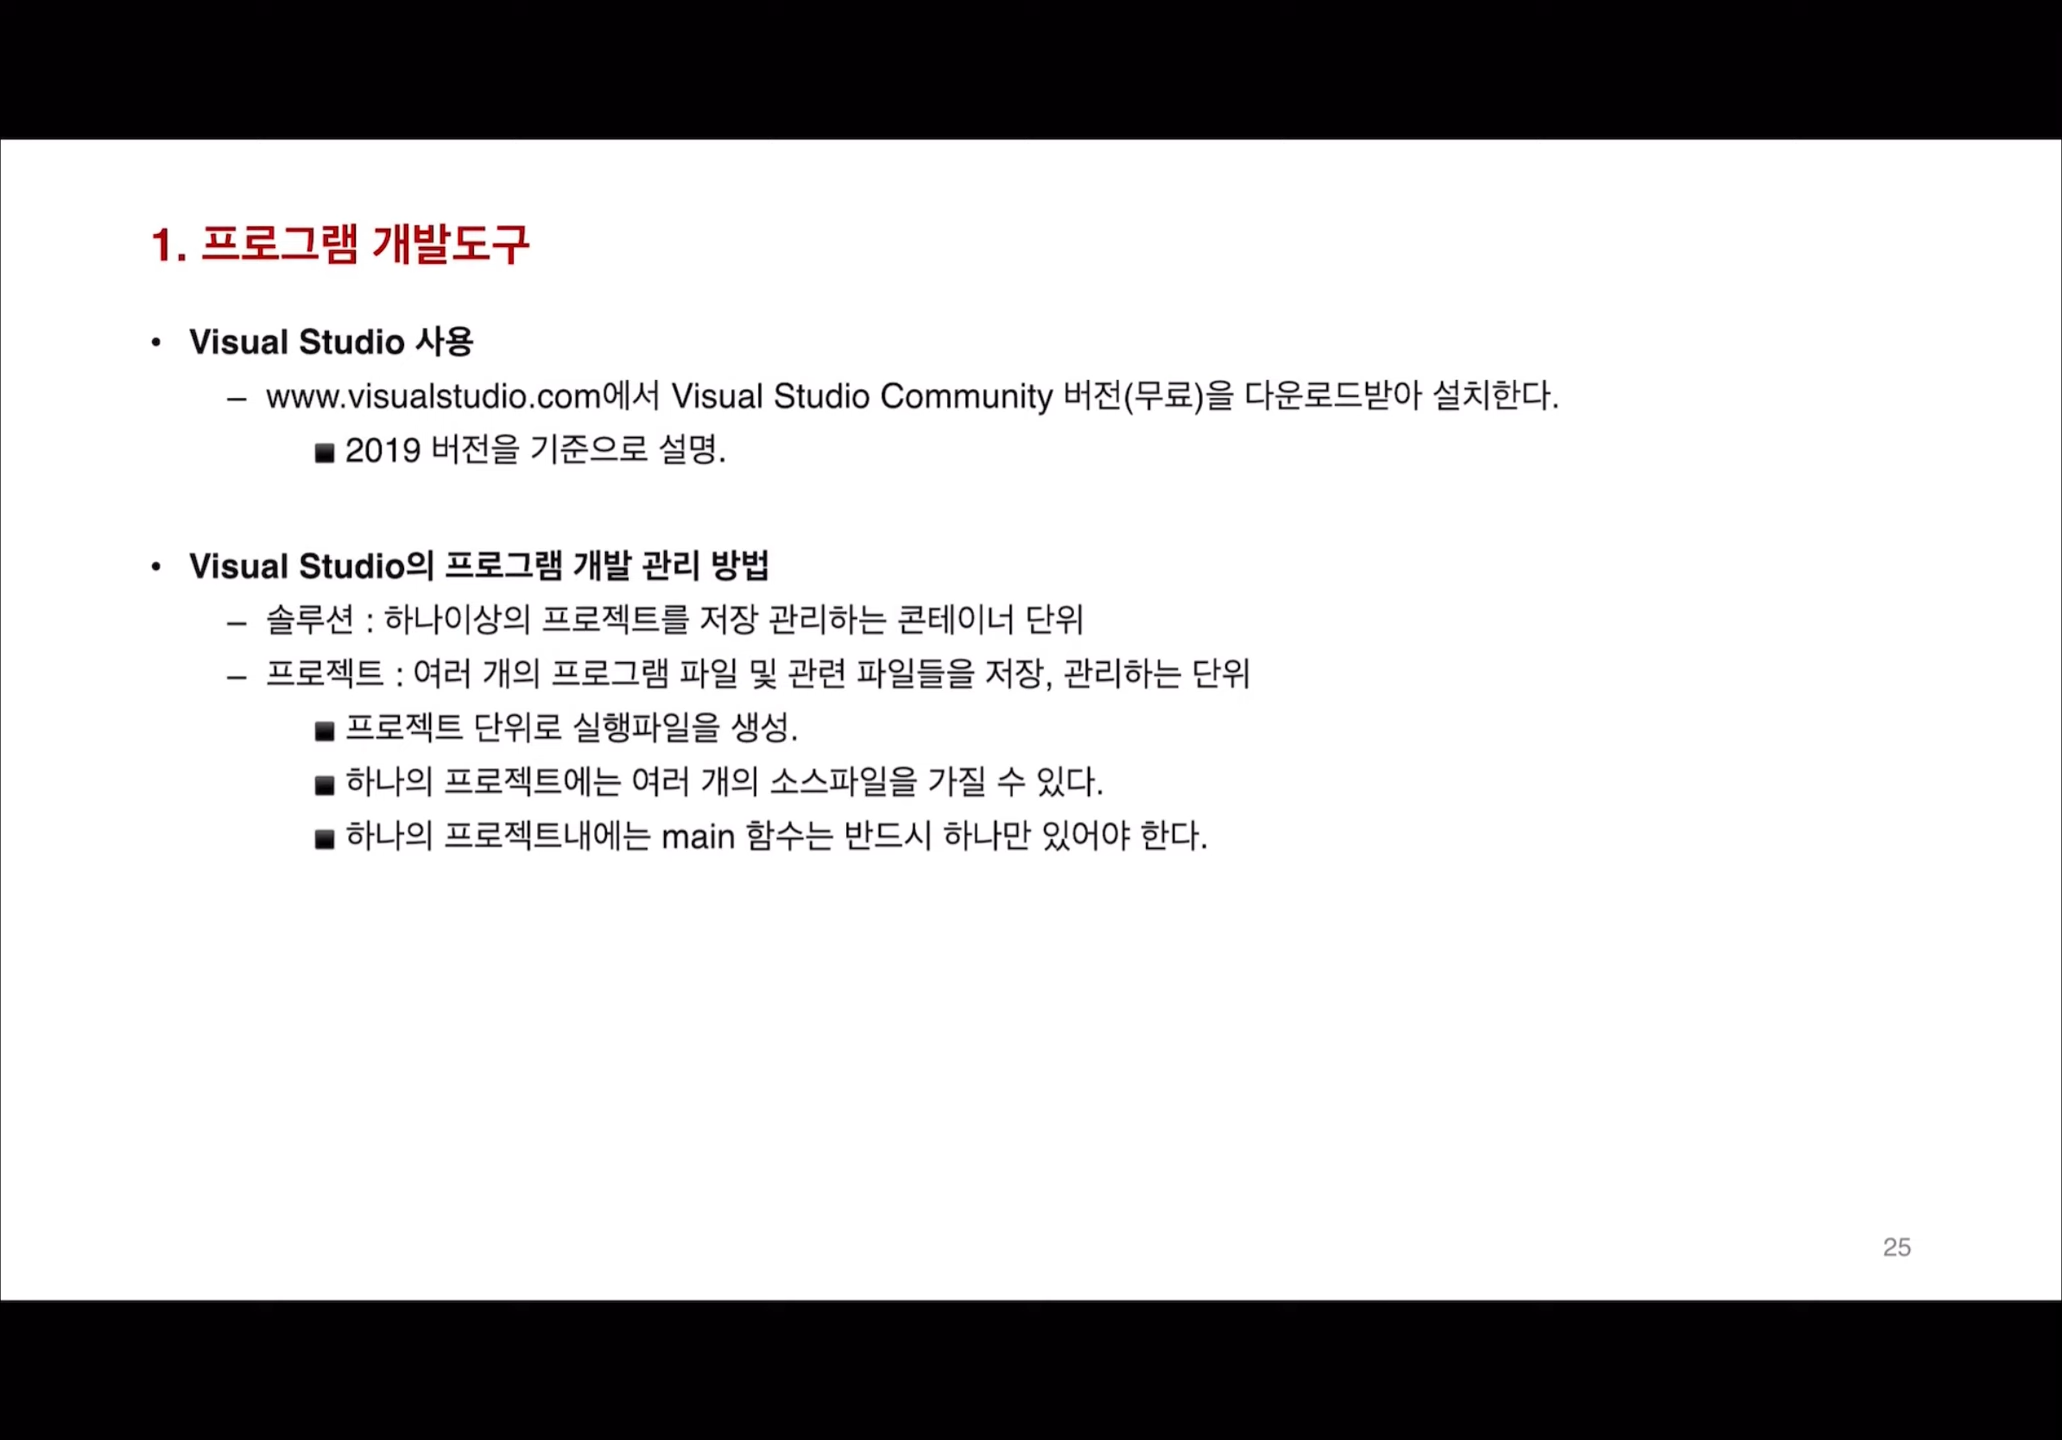 1. 프로그램 개발도구
• Visual Studio 사용
– www.visualstudio.com에서 Visual Studio Community 버전(무료)을 다운로드받아 설치한다.
■ 2019 버전을 기준으로 설명.
• Visual Studio의 프로그램 개발 관리 방법
– 솔루션 : 하나이상의 프로젝트를 저장 관리하는 콘테이너 단위
– 프로젝트 : 여러 개의 프로그램 파일 및 관련 파일들을 저장, 관리하는 단위
■ 프로젝트 단위로 실행파일을 생성.
■ 하나의 프로젝트에는 여러 개의 소스파일을 가질 수 있다.
■ 하나의 프로젝트내에는 main 함수는 반드시 하나만 있어야 한다.
25